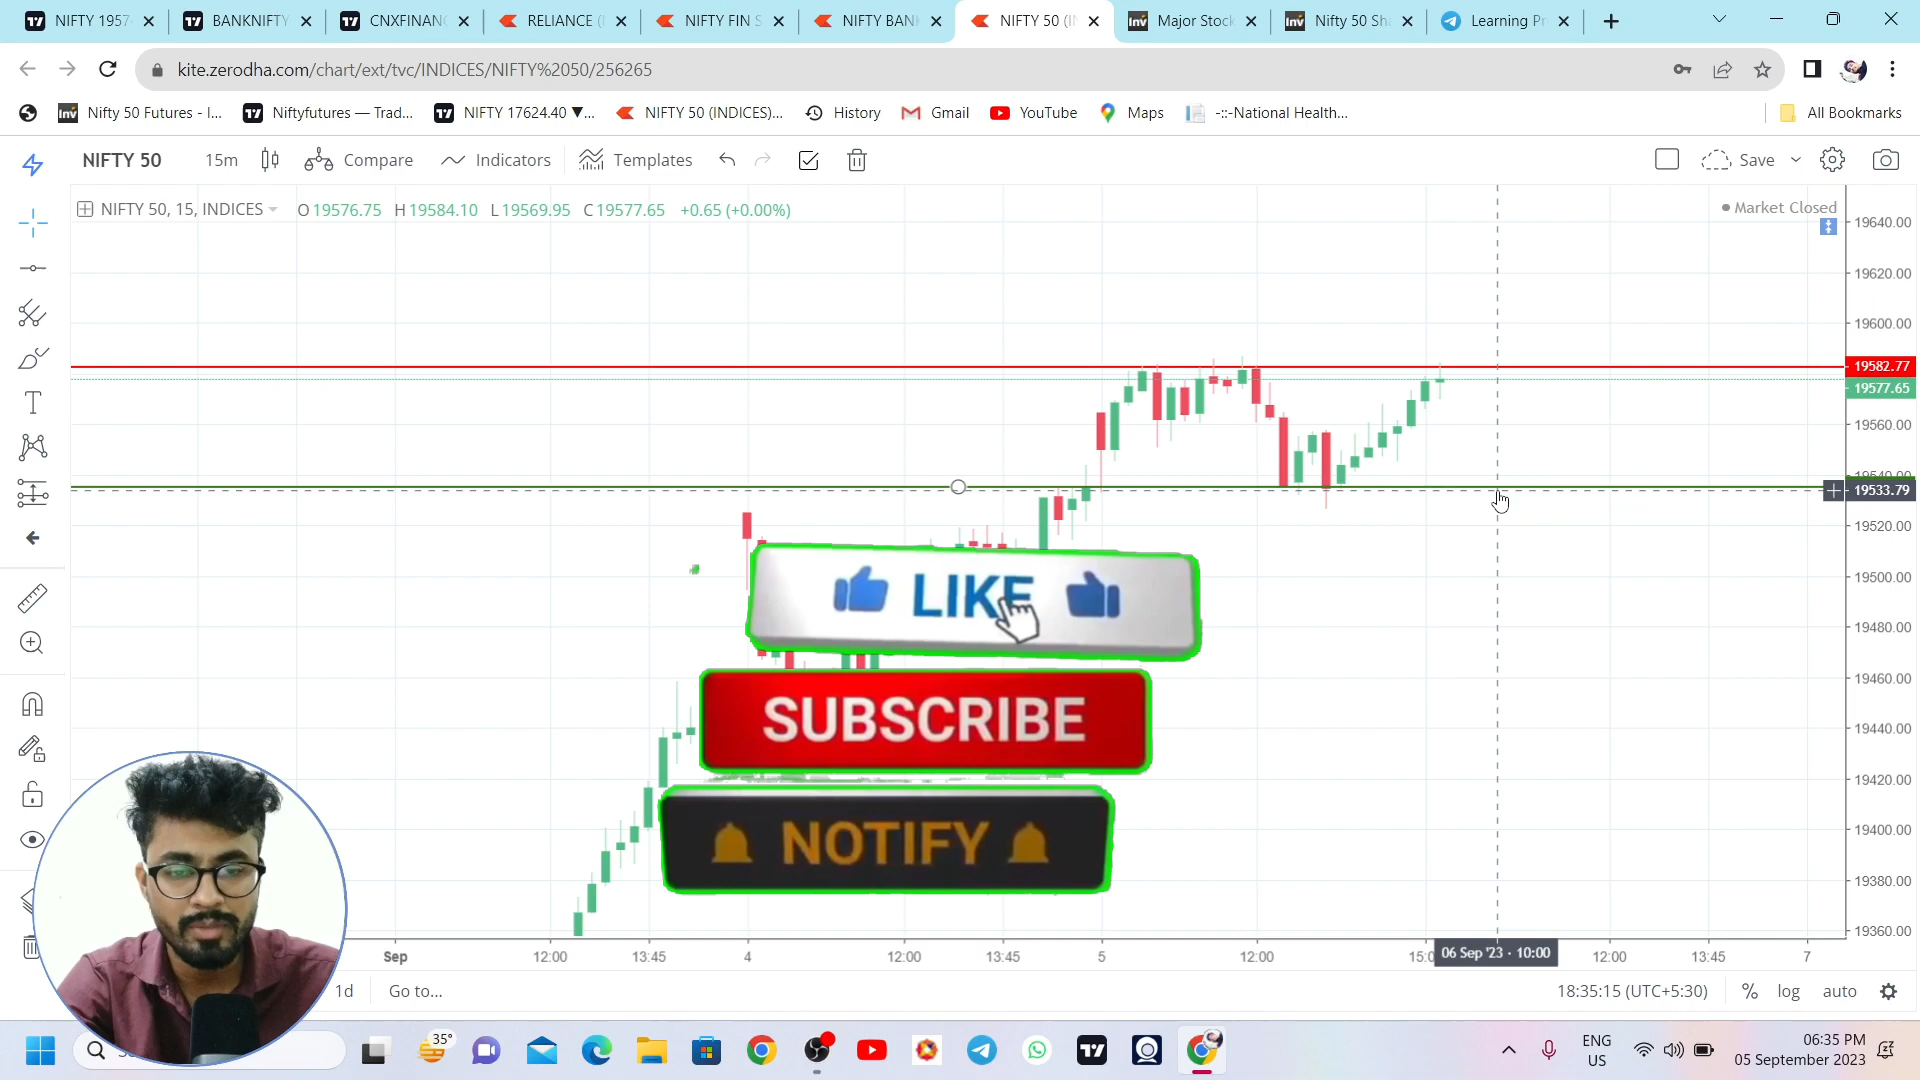 NIFTY 1957
BANKNIFTY
CNXFINANC
RELIANCE (
NIFTY FIN S
NIFTY BANK
NIFTY 50 (IN
Major Stock
Nifty 50 Sha
Learning Pr
kite.zerodha.com/chart/ext/tvc/INDICES/NIFTY%2050/256265
Nifty 50 Futures - I...
Niftyfutures — Trad...
NIFTY 17624.40 ▼...
NIFTY 50 (INDICES)...
History
Gmail
YouTube
Maps
-::-National Health...
All Bookmarks
NIFTY 50
15m
Compare
Indicators
Templates
Save
NIFTY 50, 15, INDICES
O 19576.75 H 19584.10 L 19569.95 C 19577.65 +0.65 (+0.00%)
Market Closed
19640.00
19620.00
19600.00
19582.77
19577.65
19560.00
19533.79
19520.00
19500.00
19480.00
19460.00
19440.00
19420.00
19400.00
19380.00
19360.00
LIKE
SUBSCRIBE
NOTIFY
Sep
12:00
13:45
4
12:00
13:45
5
12:00
15:0
06 Sep '23 · 10:00
12:00
13:45
7
1d
Go to...
18:35:15 (UTC+5:30)
%
log
auto
35°
ENG
US
06:35 PM
05 September 2023